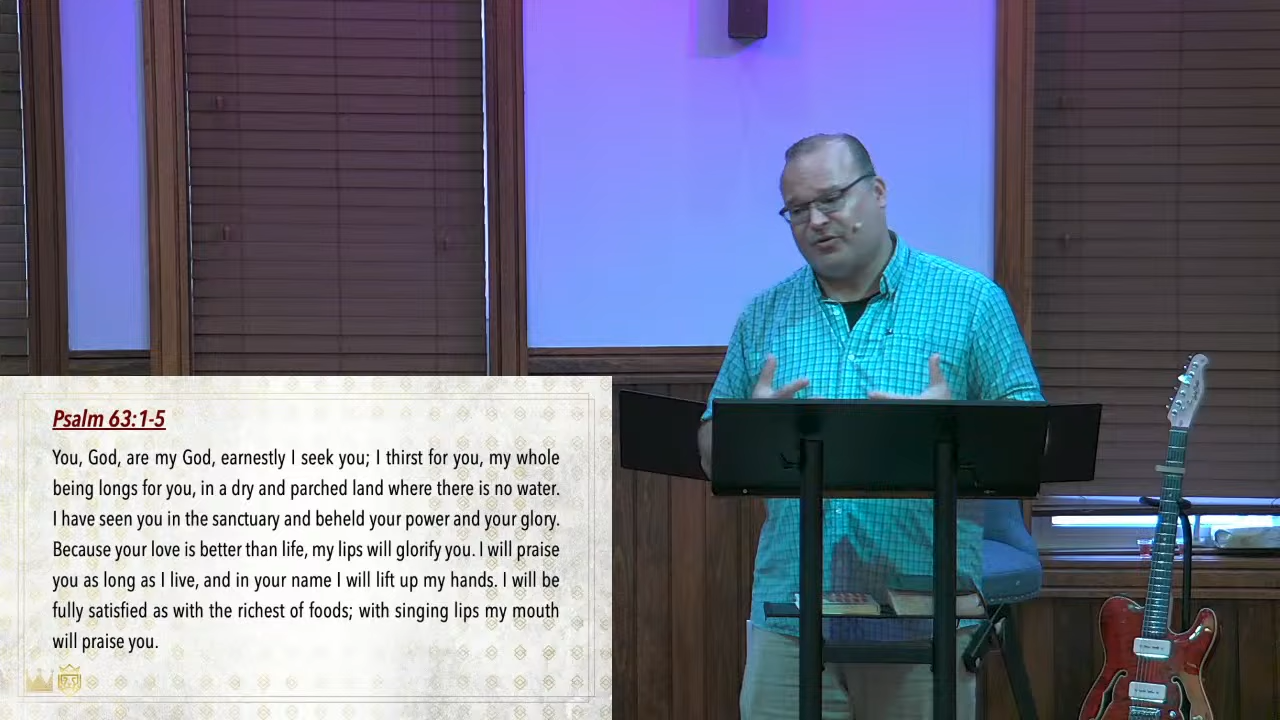 Psalm 63:1-5
You, God, are my God, earnestly I seek you; I thirst for you, my whole
being longs for you, in a dry and parched land where there is no water.
I have seen you in the sanctuary and beheld your power and your glory.
Because your love is better than life, my lips will glorify you. I will praise
you as long as I live, and in your name I will lift up my hands. I will be
fully satisfied as with the richest of foods; with singing lips my mouth
will praise you.